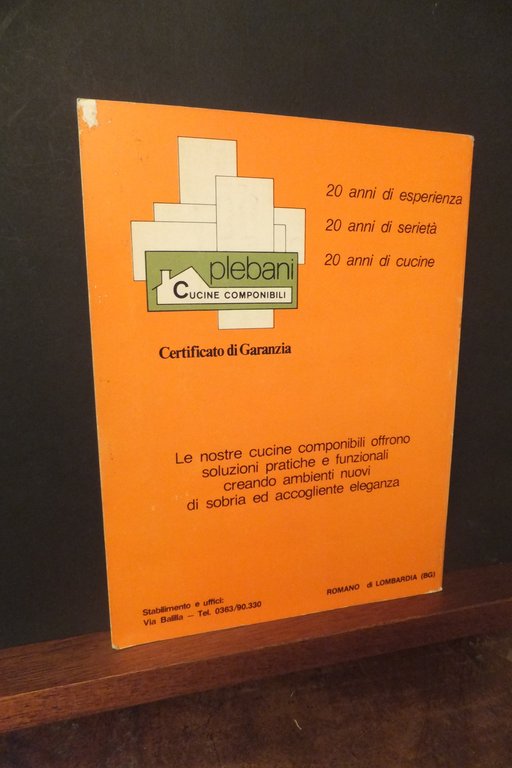 20 anni di esperienza
20 anni di serietà
20 anni di cucine
plebani
CUCINE COMPONIBILI
Certificato di Garanzia
Le nostre cucine componibili offrono
soluzioni pratiche e funzionali
creando ambienti nuovi
di sobria ed accogliente eleganza
Stabilimento e uffici:
Via Balilla — Tel. 0363/90.330
ROMANO di LOMBARDIA (BG)